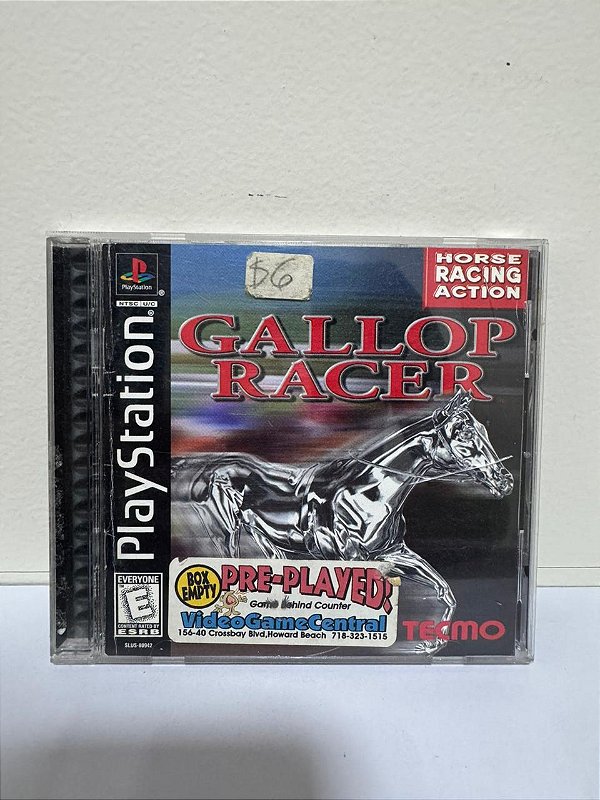 PlayStation
®
NTSC U/C
PlayStation
®
$6
HORSE
RACING
ACTION
GALLOP
RACER
EVERYONE
E
CONTENT RATED BY
ESRB
SLUS-00947
BOX
EMPTY
PRE-PLAYED!
Game Behind Counter
VideoGameCentral
156-40 Crossbay Blvd,Howard Beach 718-323-1515
TECMO